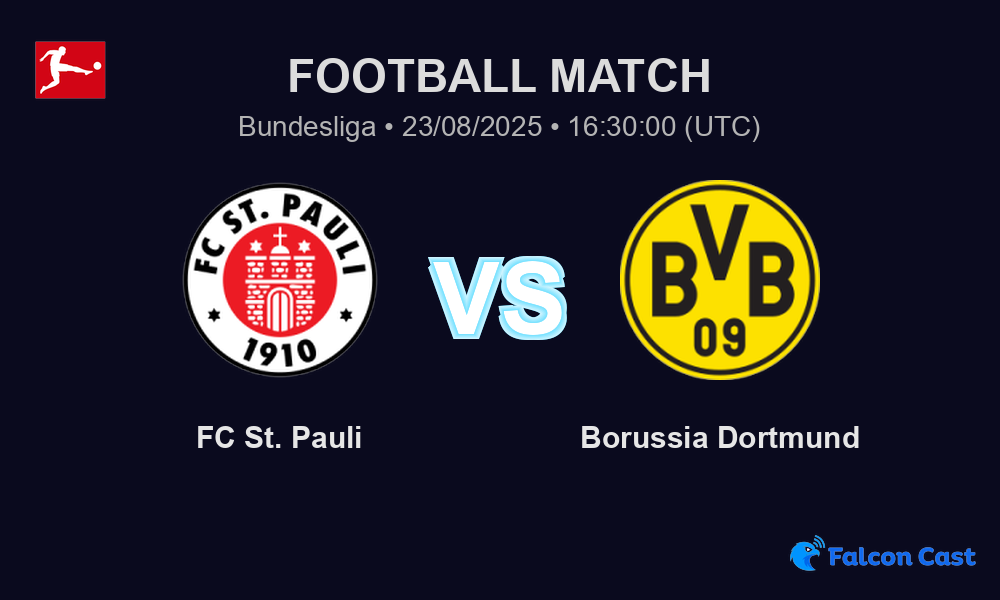 FOOTBALL MATCH
Bundesliga • 23/08/2025 • 16:30:00 (UTC)
FC ST. PAULI
1910
VS
BVB
09
FC St. Pauli
Borussia Dortmund
Falcon Cast